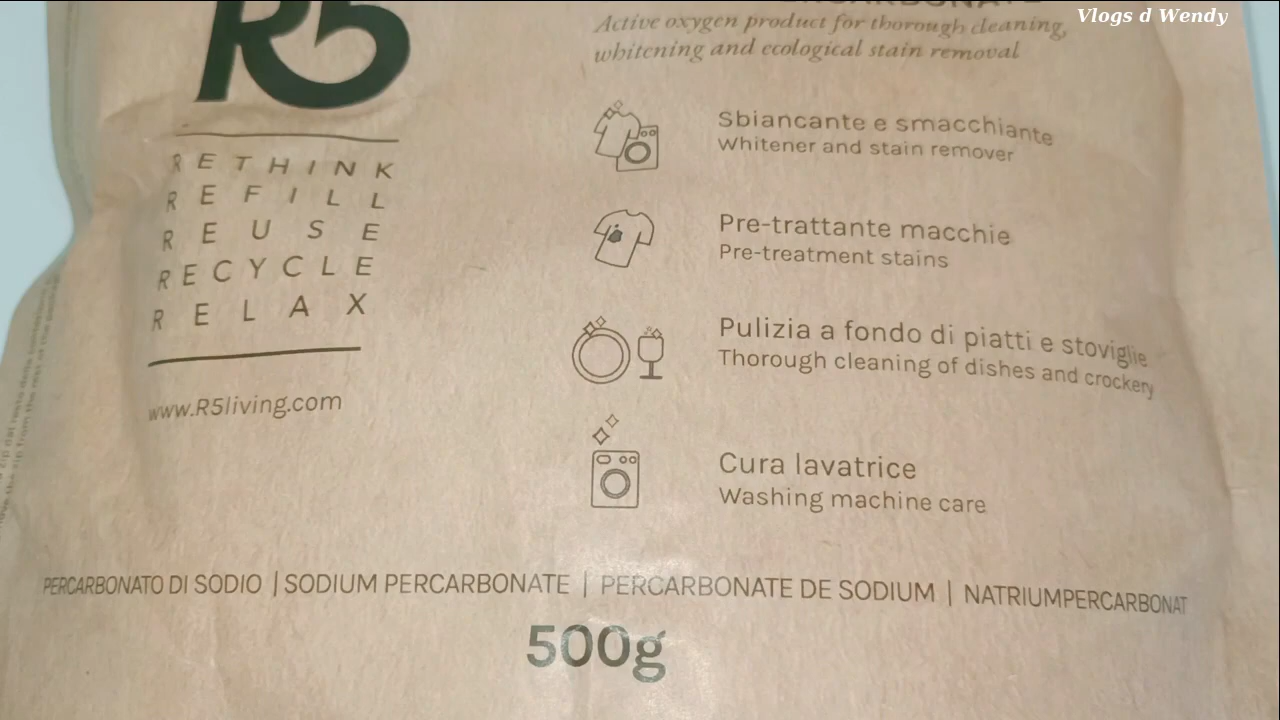 Vlogs d Wendy
R5
RETHINK
REFILL
REUSE
RECYCLE
RELAX
www.R5living.com
Active oxygen product for thorough cleaning,
whitening and ecological stain removal
Sbiancante e smacchiante
Whitener and stain remover
Pre-trattante macchie
Pre-treatment stains
Pulizia a fondo di piatti e stoviglie
Thorough cleaning of dishes and crockery
Cura lavatrice
Washing machine care
PERCARBONATO DI SODIO | SODIUM PERCARBONATE | PERCARBONATE DE SODIUM | NATRIUMPERCARBONAT
500g